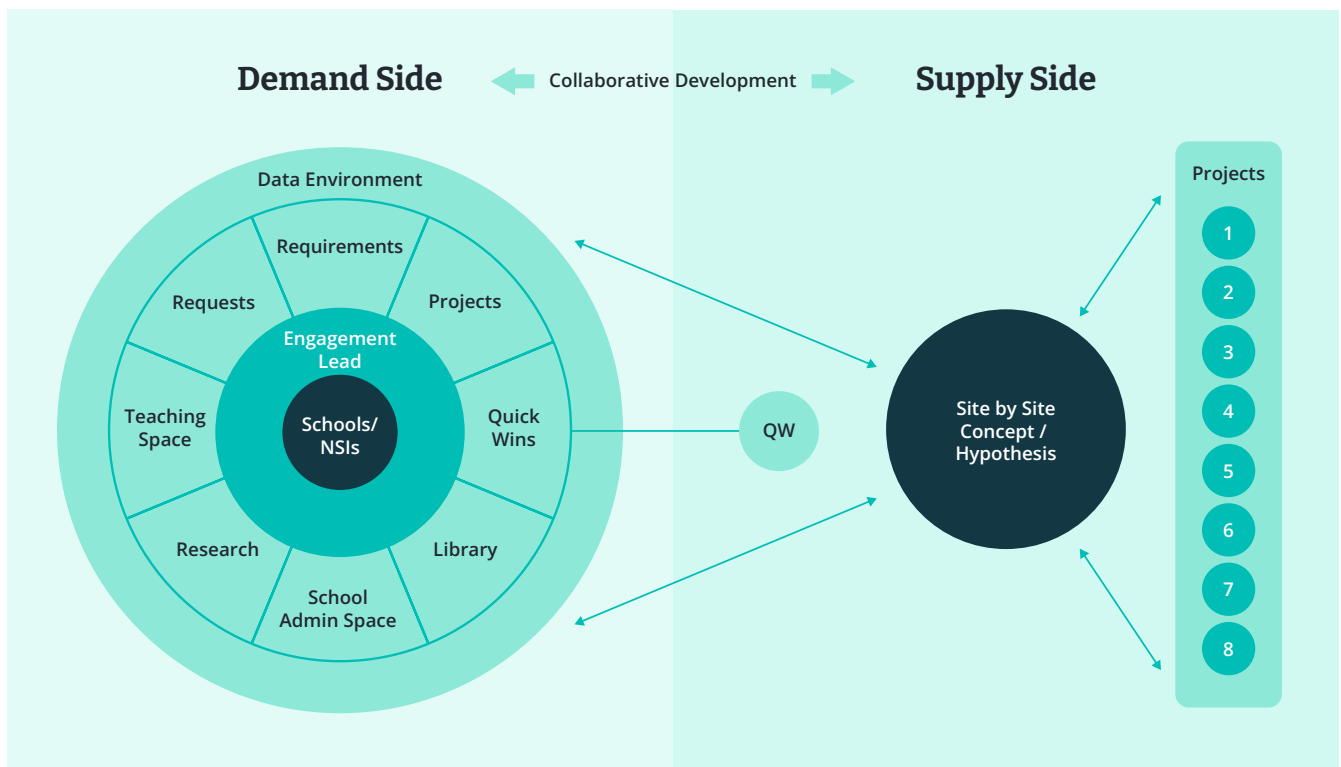 Demand Side
Collaborative Development
Supply Side
Data Environment
Requirements
Projects
Quick
Wins
Library
School
Admin Space
Research
Teaching
Space
Requests
Engagement
Lead
Schools/
NSIs
QW
Site by Site
Concept /
Hypothesis
Projects
1
2
3
4
5
6
7
8